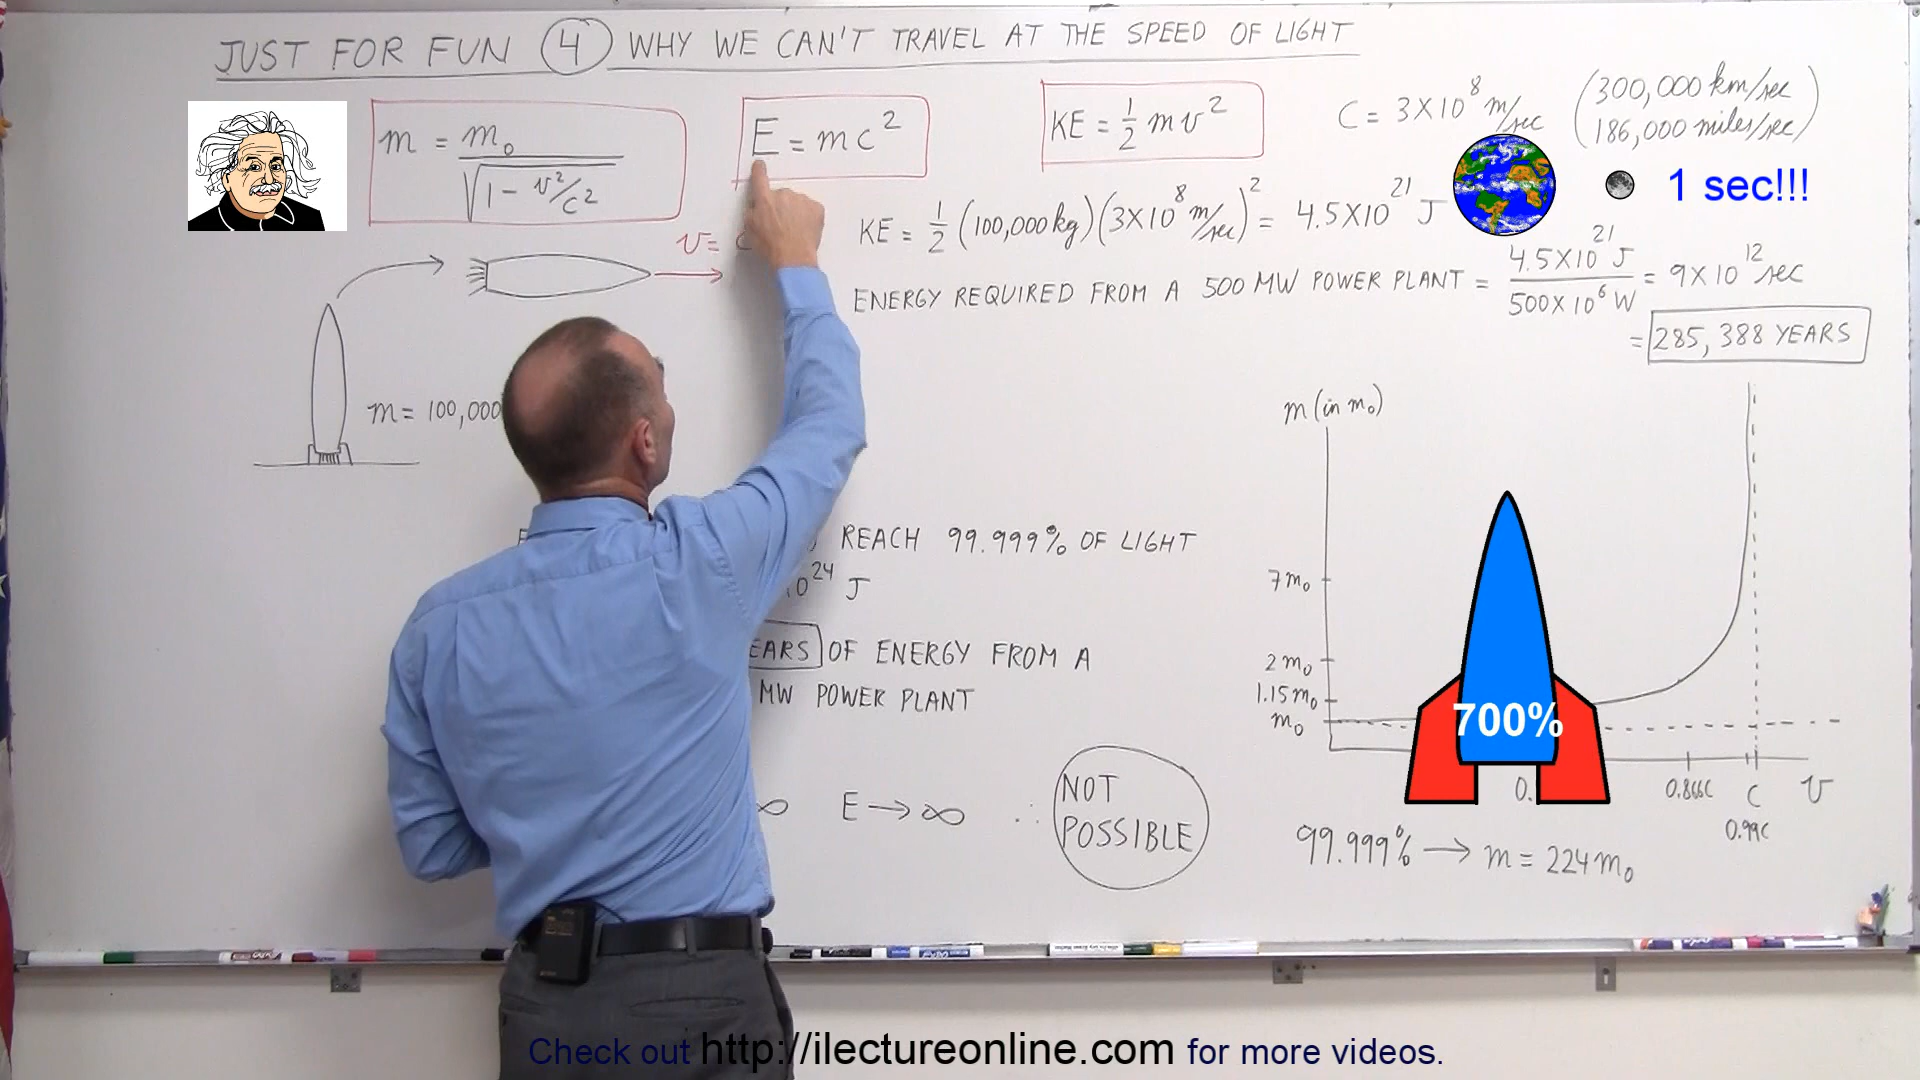 JUST FOR FUN 4 WHY WE CAN'T TRAVEL AT THE SPEED OF LIGHT
m = m₀ / √(1 - v²/c²)
E = mc²
KE = ½ m v²
C = 3X10⁸ m/sec
(300,000 km/sec
186,000 miles/sec)
1 sec!!!
v = c
KE = ½ (100,000 kg)(3X10⁸ m/sec)² = 4.5X10²¹ J
ENERGY REQUIRED FROM A 500 MW POWER PLANT = 4.5X10²¹ J / 500X10⁶ W = 9X10¹² sec
= 285,388 YEARS
m = 100,000
REACH 99.999% OF LIGHT
10²⁴ J
OF ENERGY FROM A
MW POWER PLANT
∞ E → ∞ ∴ NOT POSSIBLE
m (in m₀)
7m₀
2m₀
1.15m₀
m₀
700%
0.866C C v
0.99C
99.999% → m = 224m₀
Check out http://ilectureonline.com for more videos.